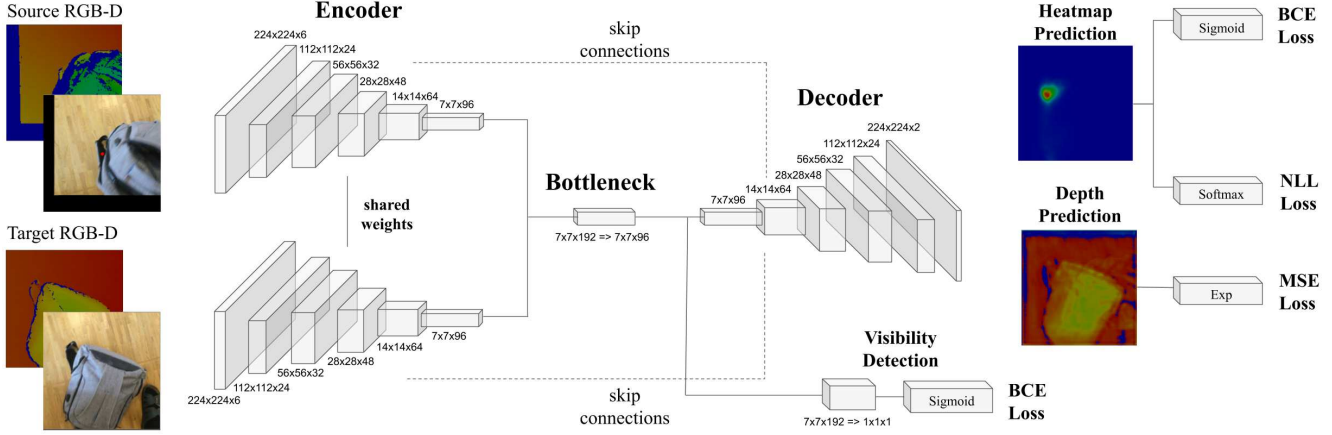 Source RGB-D
Encoder
224x224x6
112x112x24
56x56x32
28x28x48
14x14x64
7x7x96
skip
connections
shared
weights
Target RGB-D
224x224x6
112x112x24
56x56x32
28x28x48
14x14x64
7x7x96
skip
connections
Bottleneck
7x7x192 => 7x7x96
Decoder
7x7x96
14x14x64
28x28x48
56x56x32
112x112x24
224x224x2
Visibility
Detection
7x7x192 => 1x1x1
Sigmoid
BCE
Loss
Heatmap
Prediction
Sigmoid
BCE
Loss
Softmax
NLL
Loss
Depth
Prediction
Exp
MSE
Loss